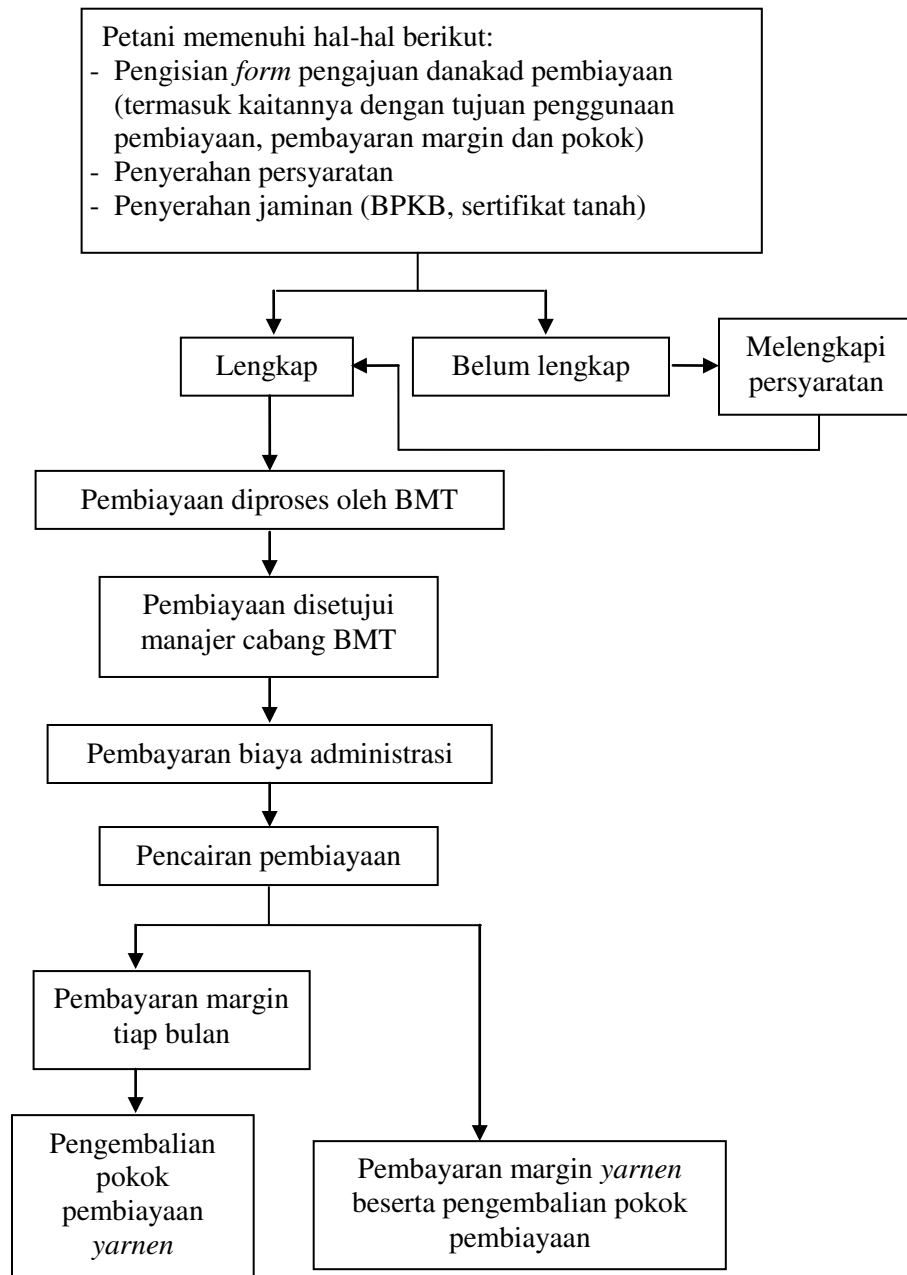 Petani memenuhi hal-hal berikut:
- Pengisian form pengajuan danakad pembiayaan
(termasuk kaitannya dengan tujuan penggunaan
pembiayaan, pembayaran margin dan pokok)
- Penyerahan persyaratan
- Penyerahan jaminan (BPKB, sertifikat tanah)
Lengkap
Belum lengkap
Melengkapi
persyaratan
Pembiayaan diproses oleh BMT
Pembiayaan disetujui
manajer cabang BMT
Pembayaran biaya administrasi
Pencairan pembiayaan
Pembayaran margin
tiap bulan
Pengembalian
pokok
pembiayaan
yarnen
Pembayaran margin yarnen
beserta pengembalian pokok
pembiayaan